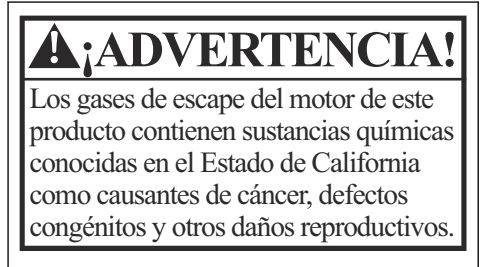 ¡ADVERTENCIA!
Los gases de escape del motor de este
producto contienen sustancias químicas
conocidas en el Estado de California
como causantes de cáncer, defectos
congénitos y otros daños reproductivos.